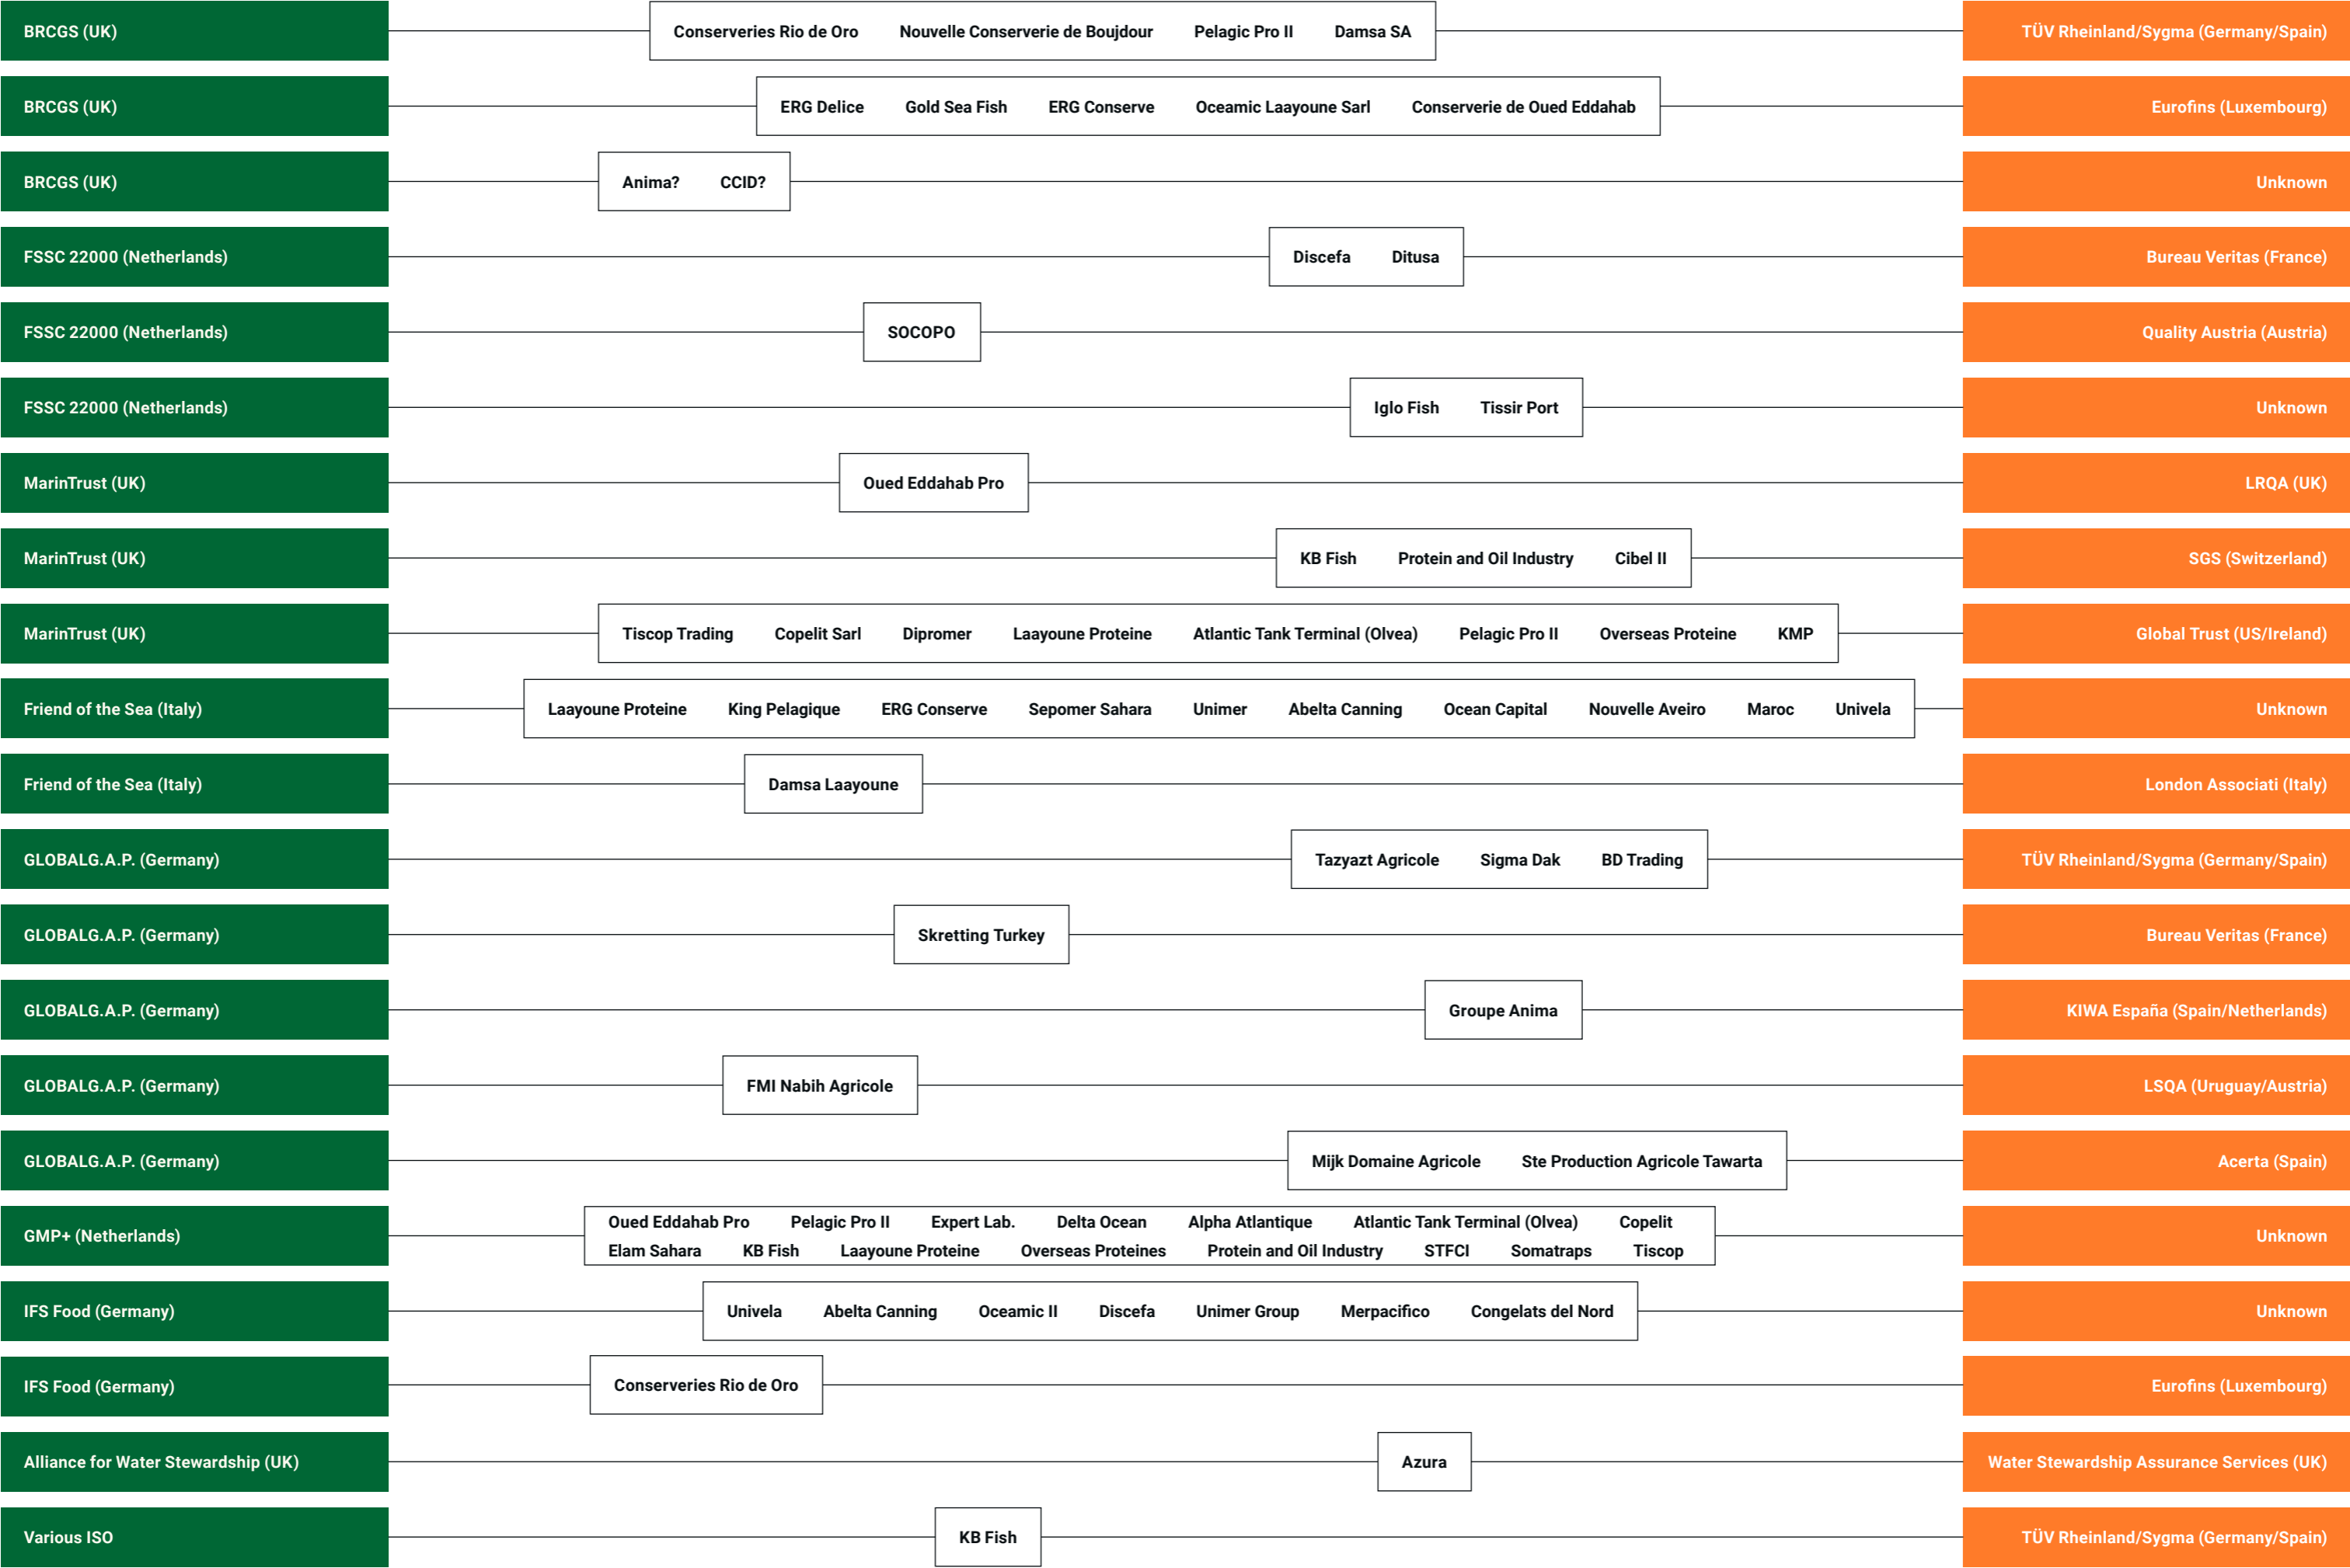 BRCGS (UK) Conserveries Rio de Oro Nouvelle Conserverie de Boujdour Pelagic Pro II Damsa SA TÜV Rheinland/Sygma (Germany/Spain)
BRCGS (UK) ERG Delice Gold Sea Fish ERG Conserve Oceamic Laayoune Sarl Conserverie de Oued Eddahab Eurofins (Luxembourg)
BRCGS (UK) Anima? CCID? Unknown
FSSC 22000 (Netherlands) Discefa Ditusa Bureau Veritas (France)
FSSC 22000 (Netherlands) SOCOPO Quality Austria (Austria)
FSSC 22000 (Netherlands) Iglo Fish Tissir Port Unknown
MarinTrust (UK) Oued Eddahab Pro LRQA (UK)
MarinTrust (UK) KB Fish Protein and Oil Industry Cibel II SGS (Switzerland)
MarinTrust (UK) Tiscop Trading Copelit Sarl Dipromer Laayoune Proteine Atlantic Tank Terminal (Olvea) Pelagic Pro II Overseas Proteine KMP Global Trust (US/Ireland)
Friend of the Sea (Italy) Laayoune Proteine King Pelagique ERG Conserve Sepomer Sahara Unimer Abelta Canning Ocean Capital Nouvelle Aveiro Maroc Univela Unknown
Friend of the Sea (Italy) Damsa Laayoune London Associati (Italy)
GLOBALG.A.P. (Germany) Tazyazt Agricole Sigma Dak BD Trading TÜV Rheinland/Sygma (Germany/Spain)
GLOBALG.A.P. (Germany) Skretting Turkey Bureau Veritas (France)
GLOBALG.A.P. (Germany) Groupe Anima KIWA España (Spain/Netherlands)
GLOBALG.A.P. (Germany) FMI Nabih Agricole LSQA (Uruguay/Austria)
GLOBALG.A.P. (Germany) Mijk Domaine Agricole Ste Production Agricole Tawarta Acerta (Spain)
GMP+ (Netherlands) Oued Eddahab Pro Pelagic Pro II Expert Lab. Delta Ocean Alpha Atlantique Atlantic Tank Terminal (Olvea) Copelit
Elam Sahara KB Fish Laayoune Proteine Overseas Proteines Protein and Oil Industry STFCI Somatraps Tiscop Unknown
IFS Food (Germany) Univela Abelta Canning Oceamic II Discefa Unimer Group Merpacifico Congelats del Nord Unknown
IFS Food (Germany) Conserveries Rio de Oro Eurofins (Luxembourg)
Alliance for Water Stewardship (UK) Azura Water Stewardship Assurance Services (UK)
Various ISO KB Fish TÜV Rheinland/Sygma (Germany/Spain)